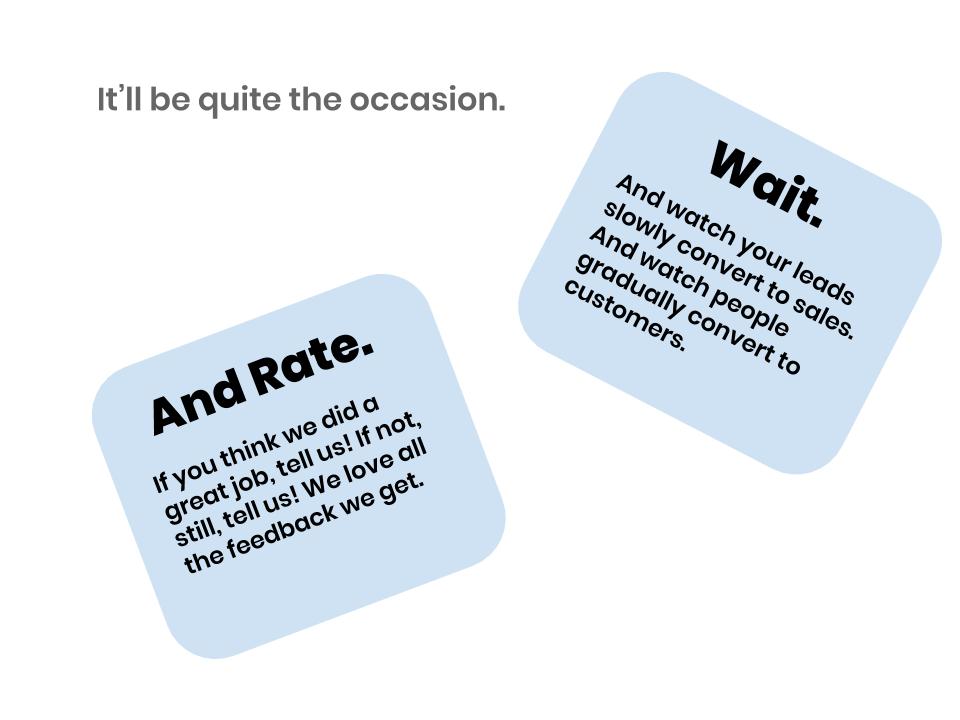 It’ll be quite the occasion.
Wait.
And watch your leads
slowly convert to sales.
And watch people
gradually convert to
customers.
And Rate.
If you think we did a
great job, tell us! If not,
still, tell us! We love all
the feedback we get.